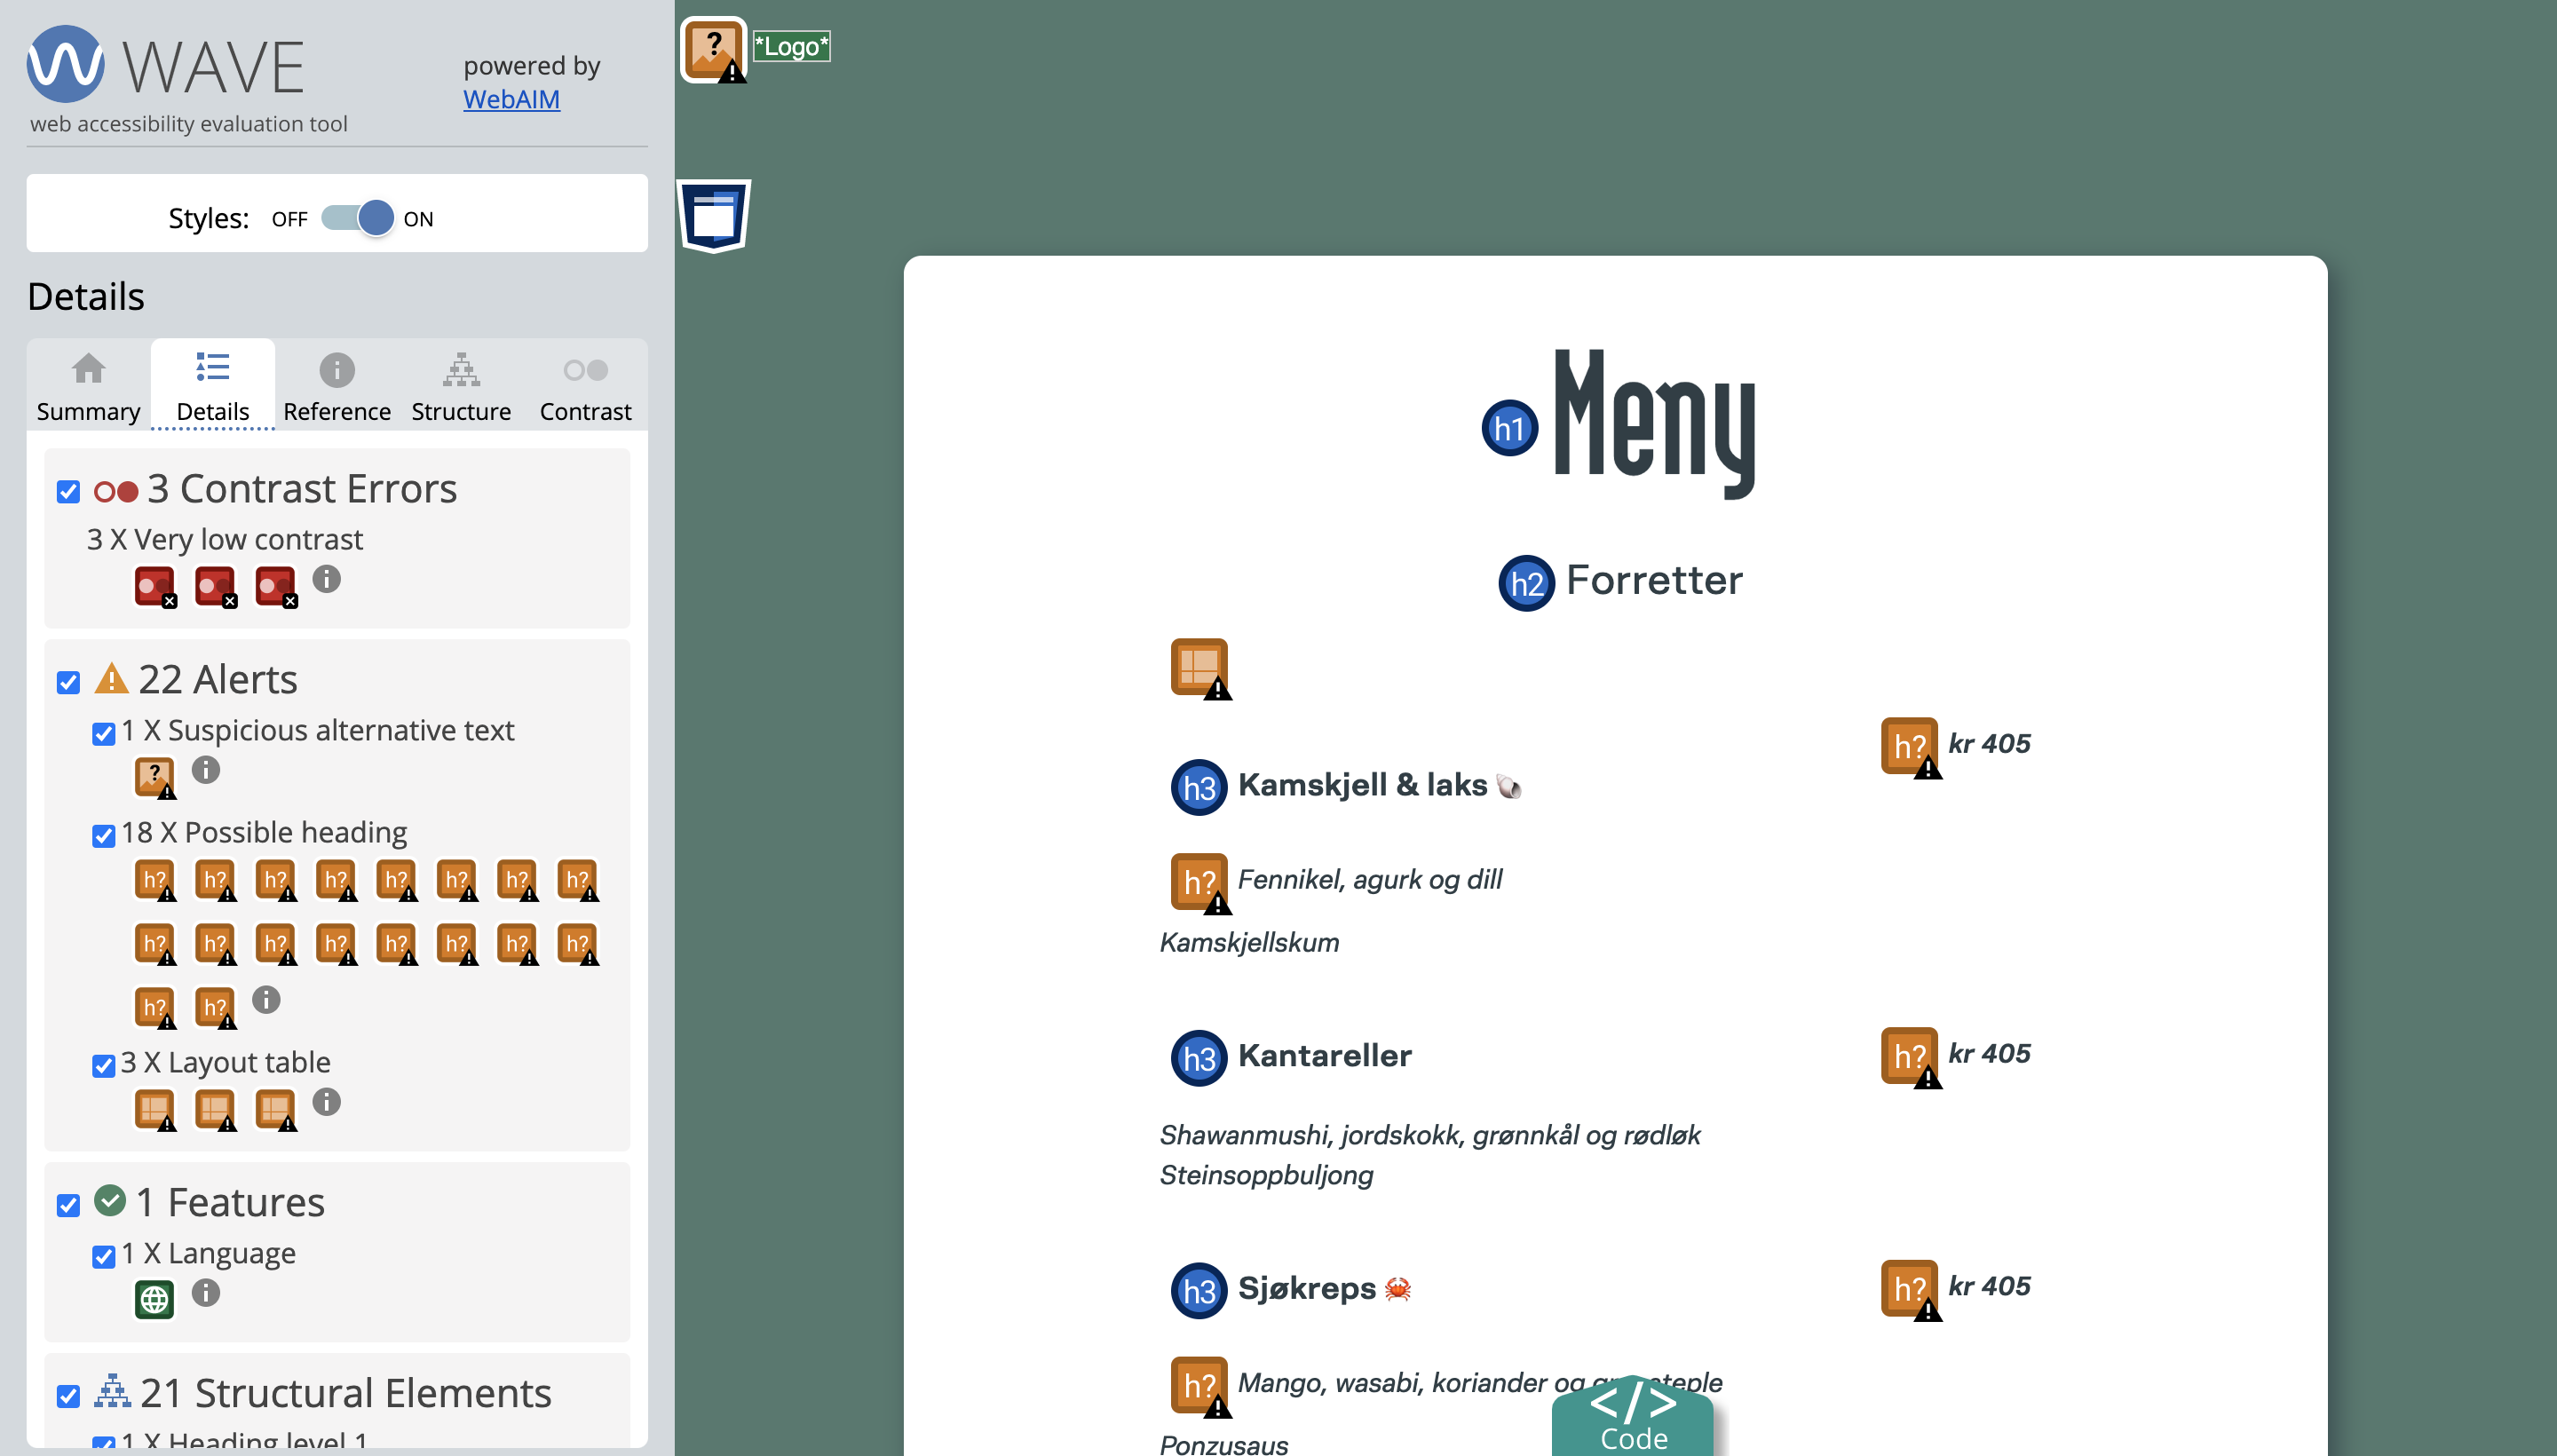 WAVE
powered by
WebAIM
web accessibility evaluation tool
Styles: OFF ON
Details
Summary Details Reference Structure Contrast
3 Contrast Errors
3 X Very low contrast
22 Alerts
1 X Suspicious alternative text
18 X Possible heading
h? h? h? h? h? h? h? h?
h? h? h? h? h? h? h? h?
h? h?
3 X Layout table
1 Features
1 X Language
21 Structural Elements
1 X Heading level 1
*Logo*
h1 Meny
h2 Forretter
h3 Kamskjell & laks
h? kr 405
h? Fennikel, agurk og dill
Kamskjellskum
h3 Kantareller
h? kr 405
Shawanmushi, jordskokk, grønnkål og rødløk
Steinsoppbuljong
h3 Sjøkreps
h? kr 405
h? Mango, wasabi, koriander og
Ponzusaus
</>
Code